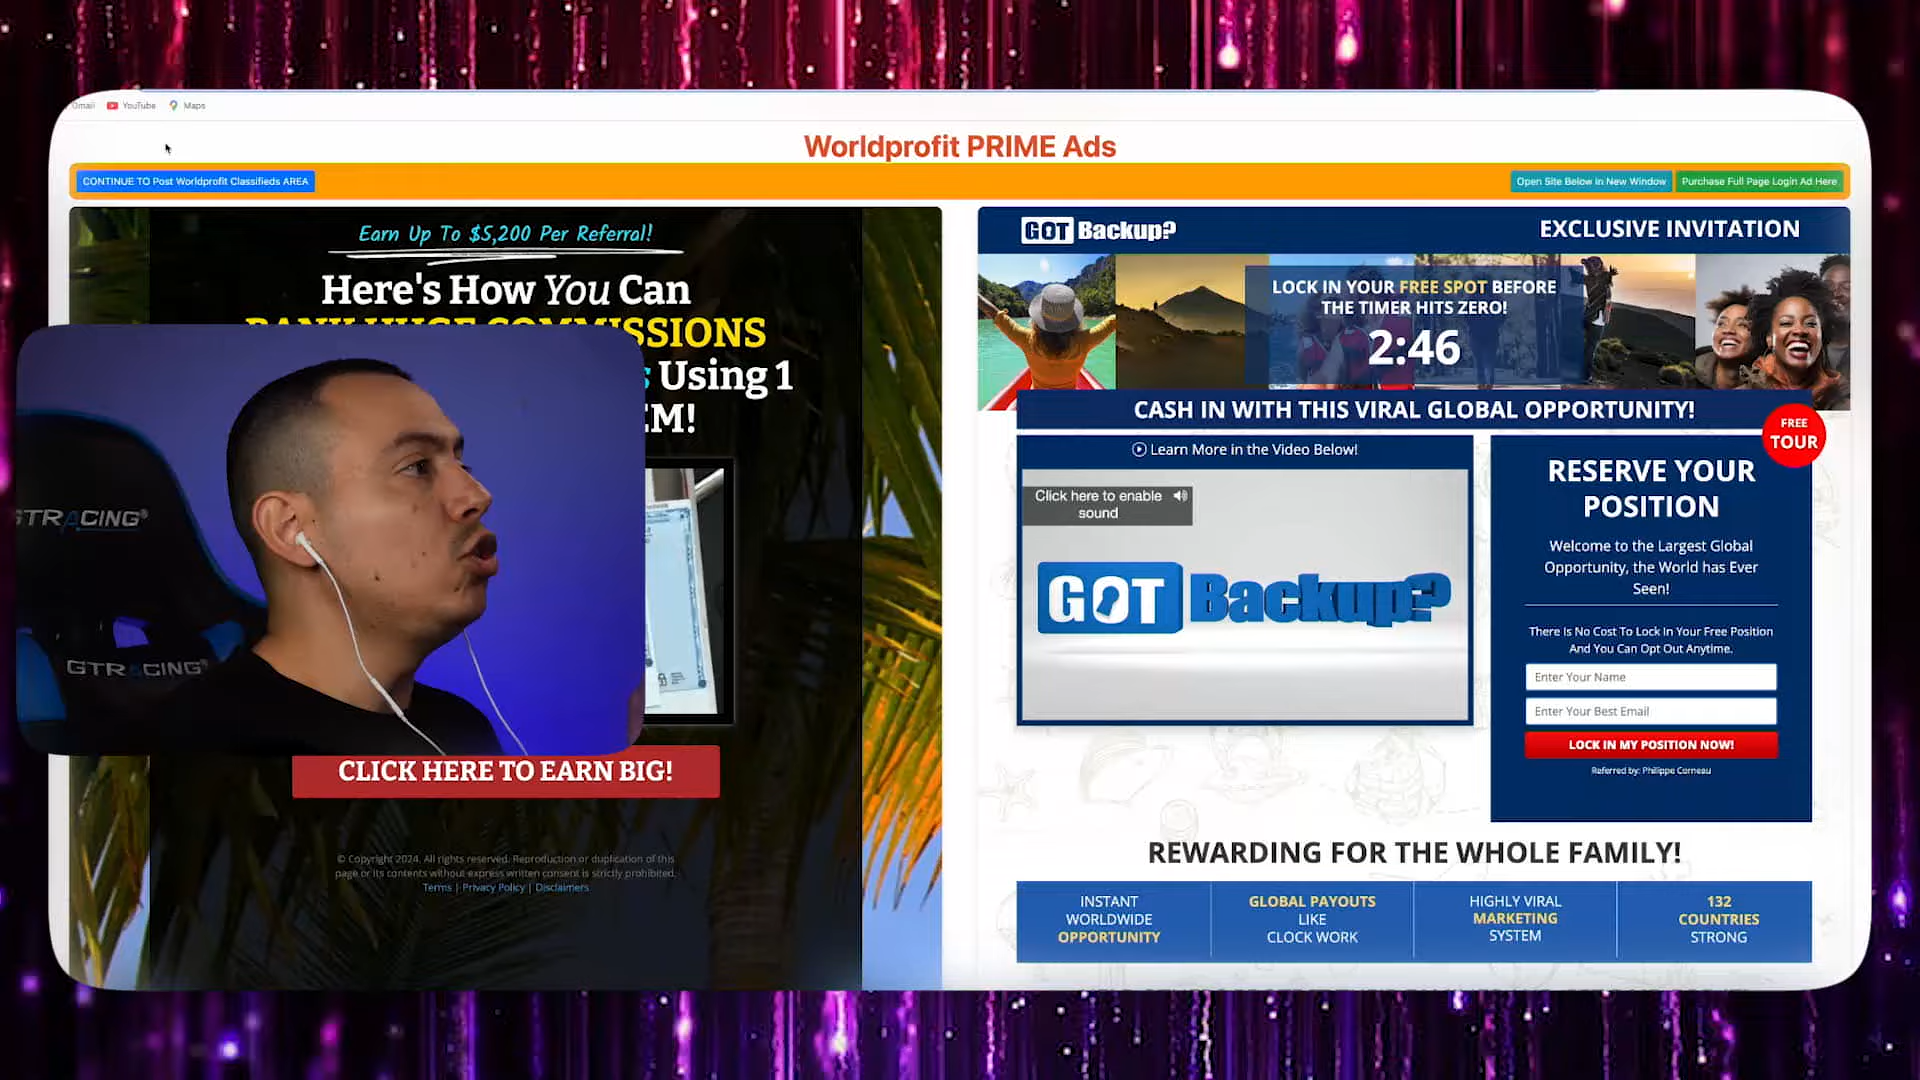 Gmail YouTube Maps
Worldprofit PRIME Ads
CONTINUE TO Post Worldprofit Classifieds AREA
Open Site Below in New Window
Purchase Full Page Login Ad Here
Earn Up To $5,200 Per Referral!
Here's How You Can
BANK HUGE COMMISSIONS
Using 1
EM!
GTRACING
GTRACING
CLICK HERE TO EARN BIG!
© Copyright 2024. All rights reserved. Reproduction or duplication of this
page or its contents without express written consent is strictly prohibited.
Terms | Privacy Policy | Disclaimers
GOT Backup?
EXCLUSIVE INVITATION
LOCK IN YOUR FREE SPOT BEFORE
THE TIMER HITS ZERO!
2:46
CASH IN WITH THIS VIRAL GLOBAL OPPORTUNITY!
Learn More in the Video Below!
Click here to enable
sound
GOT Backup?
FREE
TOUR
RESERVE YOUR
POSITION
Welcome to the Largest Global
Opportunity, the World has Ever
Seen!
There Is No Cost To Lock In Your Free Position
And You Can Opt Out Anytime.
Enter Your Name
Enter Your Best Email
LOCK IN MY POSITION NOW!
Referred by: Philippe Corneau
REWARDING FOR THE WHOLE FAMILY!
INSTANT
WORLDWIDE
OPPORTUNITY
GLOBAL PAYOUTS
LIKE
CLOCK WORK
HIGHLY VIRAL
MARKETING
SYSTEM
132
COUNTRIES
STRONG